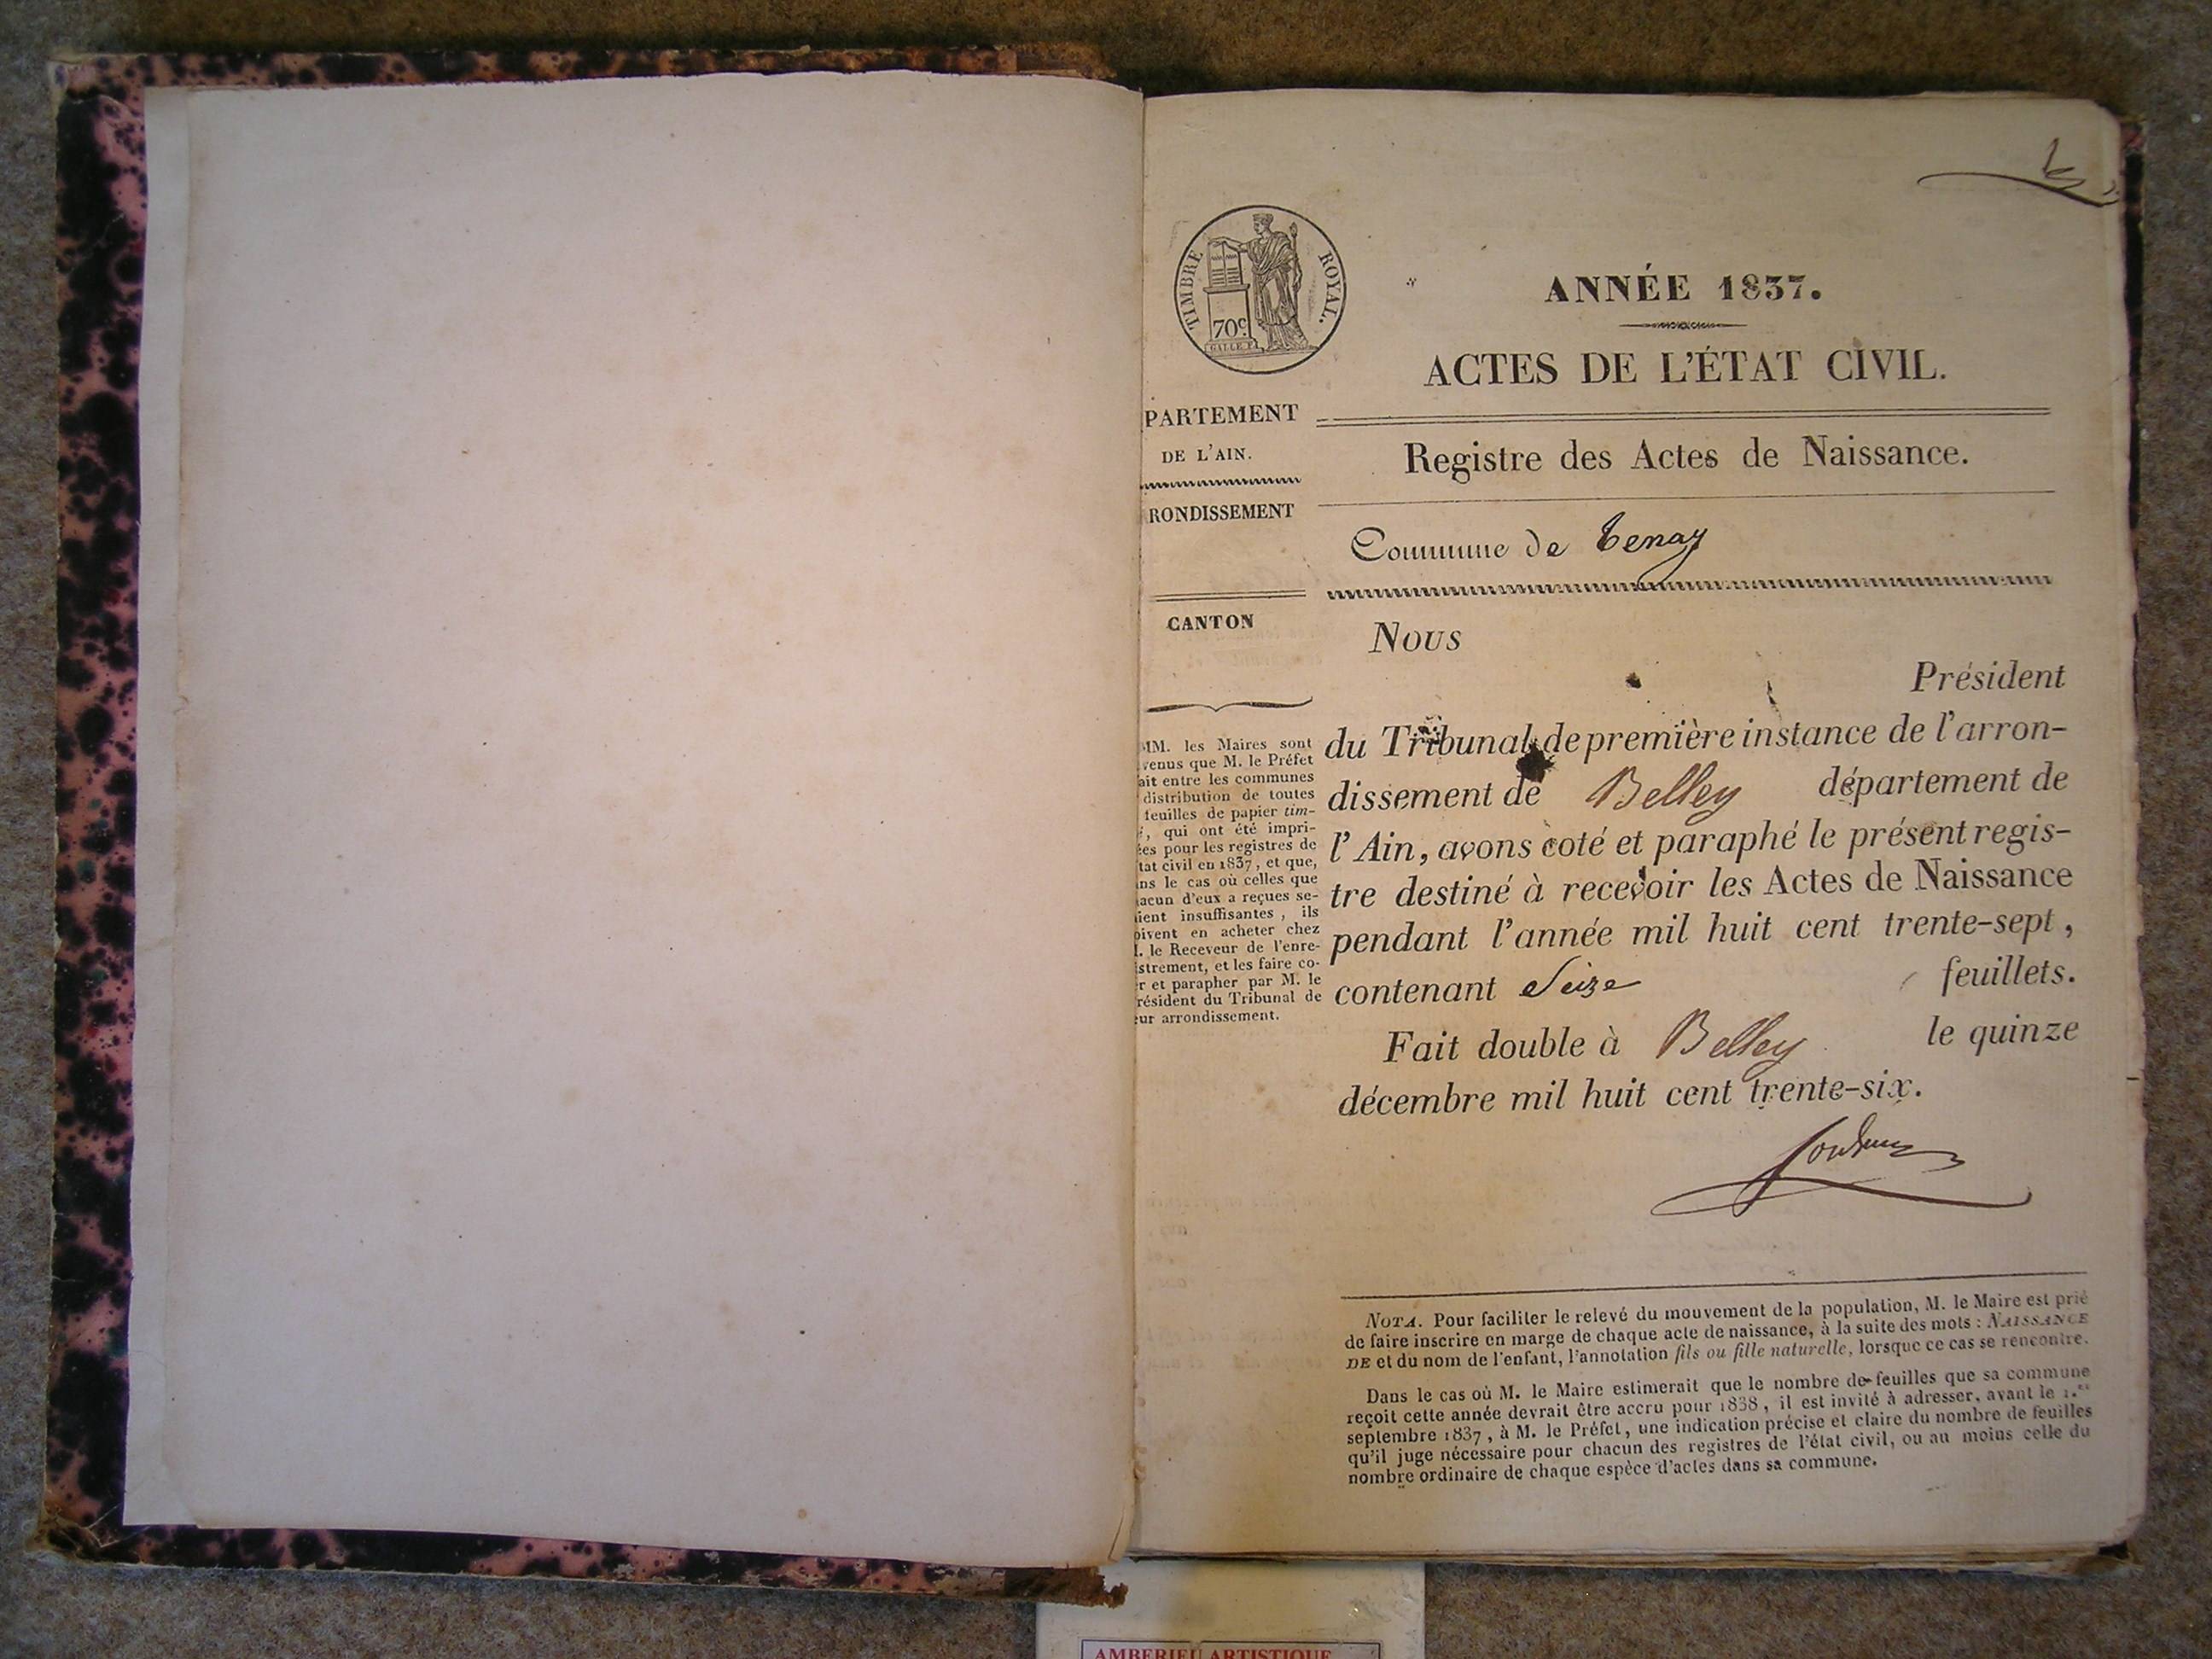 TIMBRE ROYAL.
70c.
ANNÉE 1837.
ACTES DE L'ÉTAT CIVIL.
PARTEMENT
DE L'AIN.
Registre des Actes de Naissance.
RONDISSEMENT
Commune de Tenay
CANTON
MM. les Maires sont
venus que M. le Préfet
ait entre les communes
distribution de toutes
feuilles de papier tim-
é, qui ont été impri-
ées pour les registres de
tat civil en 1837, et que,
ns le cas où celles que
acun d'eux a reçues se-
ient insuffisantes, ils
oivent en acheter chez
. le Receveur de l'enre-
istrement, et les faire co-
r et parapher par M. le
résident du Tribunal de
eur arrondissement.
Nous
Président
du Tribunal de première instance de l'arron-
dissement de Belley département de
l'Ain, avons coté et paraphé le présent regis-
tre destiné à recevoir les Actes de Naissance
pendant l'année mil huit cent trente-sept,
contenant Seize feuillets.
Fait double à Belley le quinze
décembre mil huit cent trente-six.
NOTA. Pour faciliter le relevé du mouvement de la population, M. le Maire est prié
de faire inscrire en marge de chaque acte de naissance, à la suite des mots : NAISSANCE
DE et du nom de l'enfant, l'annotation fils ou fille naturelle, lorsque ce cas se rencontre.
Dans le cas où M. le Maire estimerait que le nombre de feuilles que sa commune
reçoit cette année devrait être accru pour 1838, il est invité à adresser, avant le 1.er
septembre 1837, à M. le Préfet, une indication précise et claire du nombre de feuilles
qu'il juge nécessaire pour chacun des registres de l'état civil, ou au moins celle du
nombre ordinaire de chaque espèce d'actes dans sa commune.
AMBERIEU ARTISTIQUE